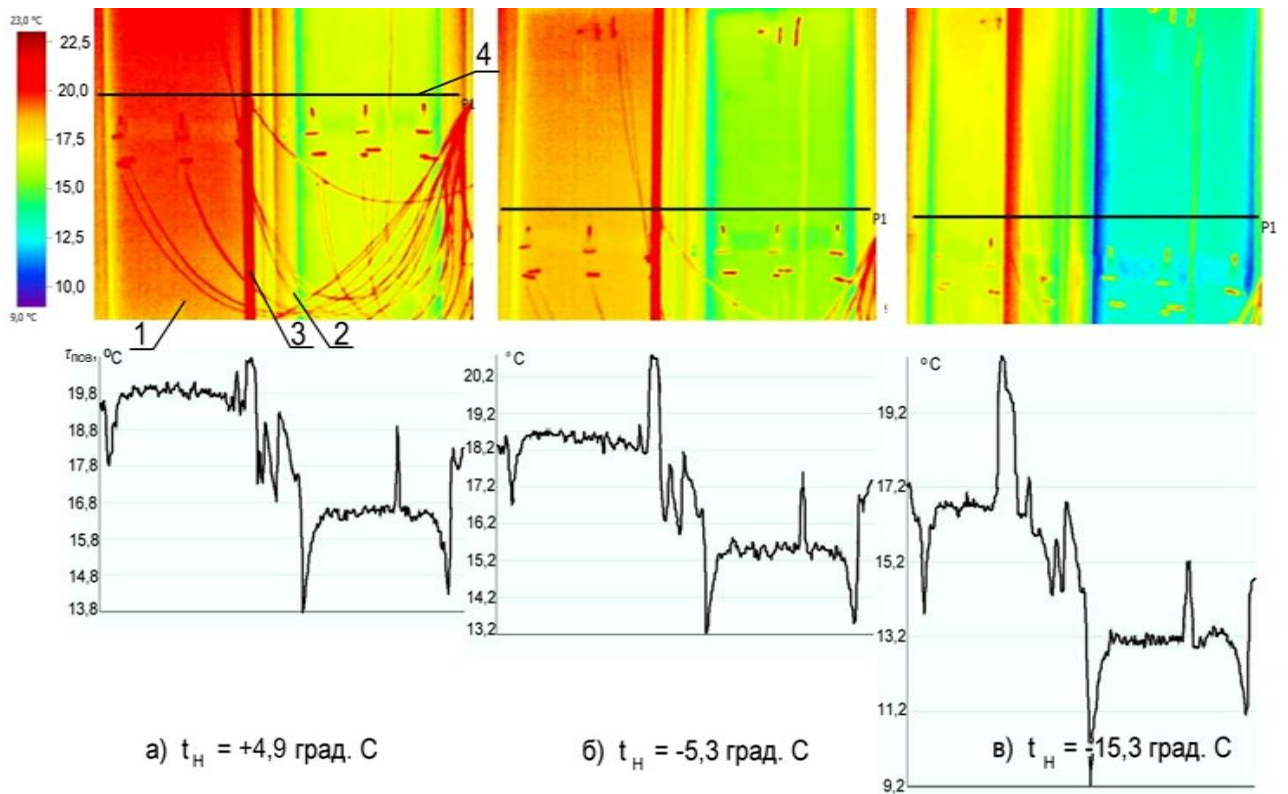 23,0 °C
22,5
20,0
17,5
15,0
12,5
10,0
9,0 °C
4
P1
P1
P1
1
3
2
τпов, °C
19,8
18,8
17,8
16,8
15,8
14,8
13,8
°C
20,2
19,2
18,2
17,2
16,2
15,2
14,2
13,2
°C
19,2
17,2
15,2
13,2
11,2
9,2
а) tН = +4,9 град. С
б) tН = -5,3 град. С
в) tН = -15,3 град. С